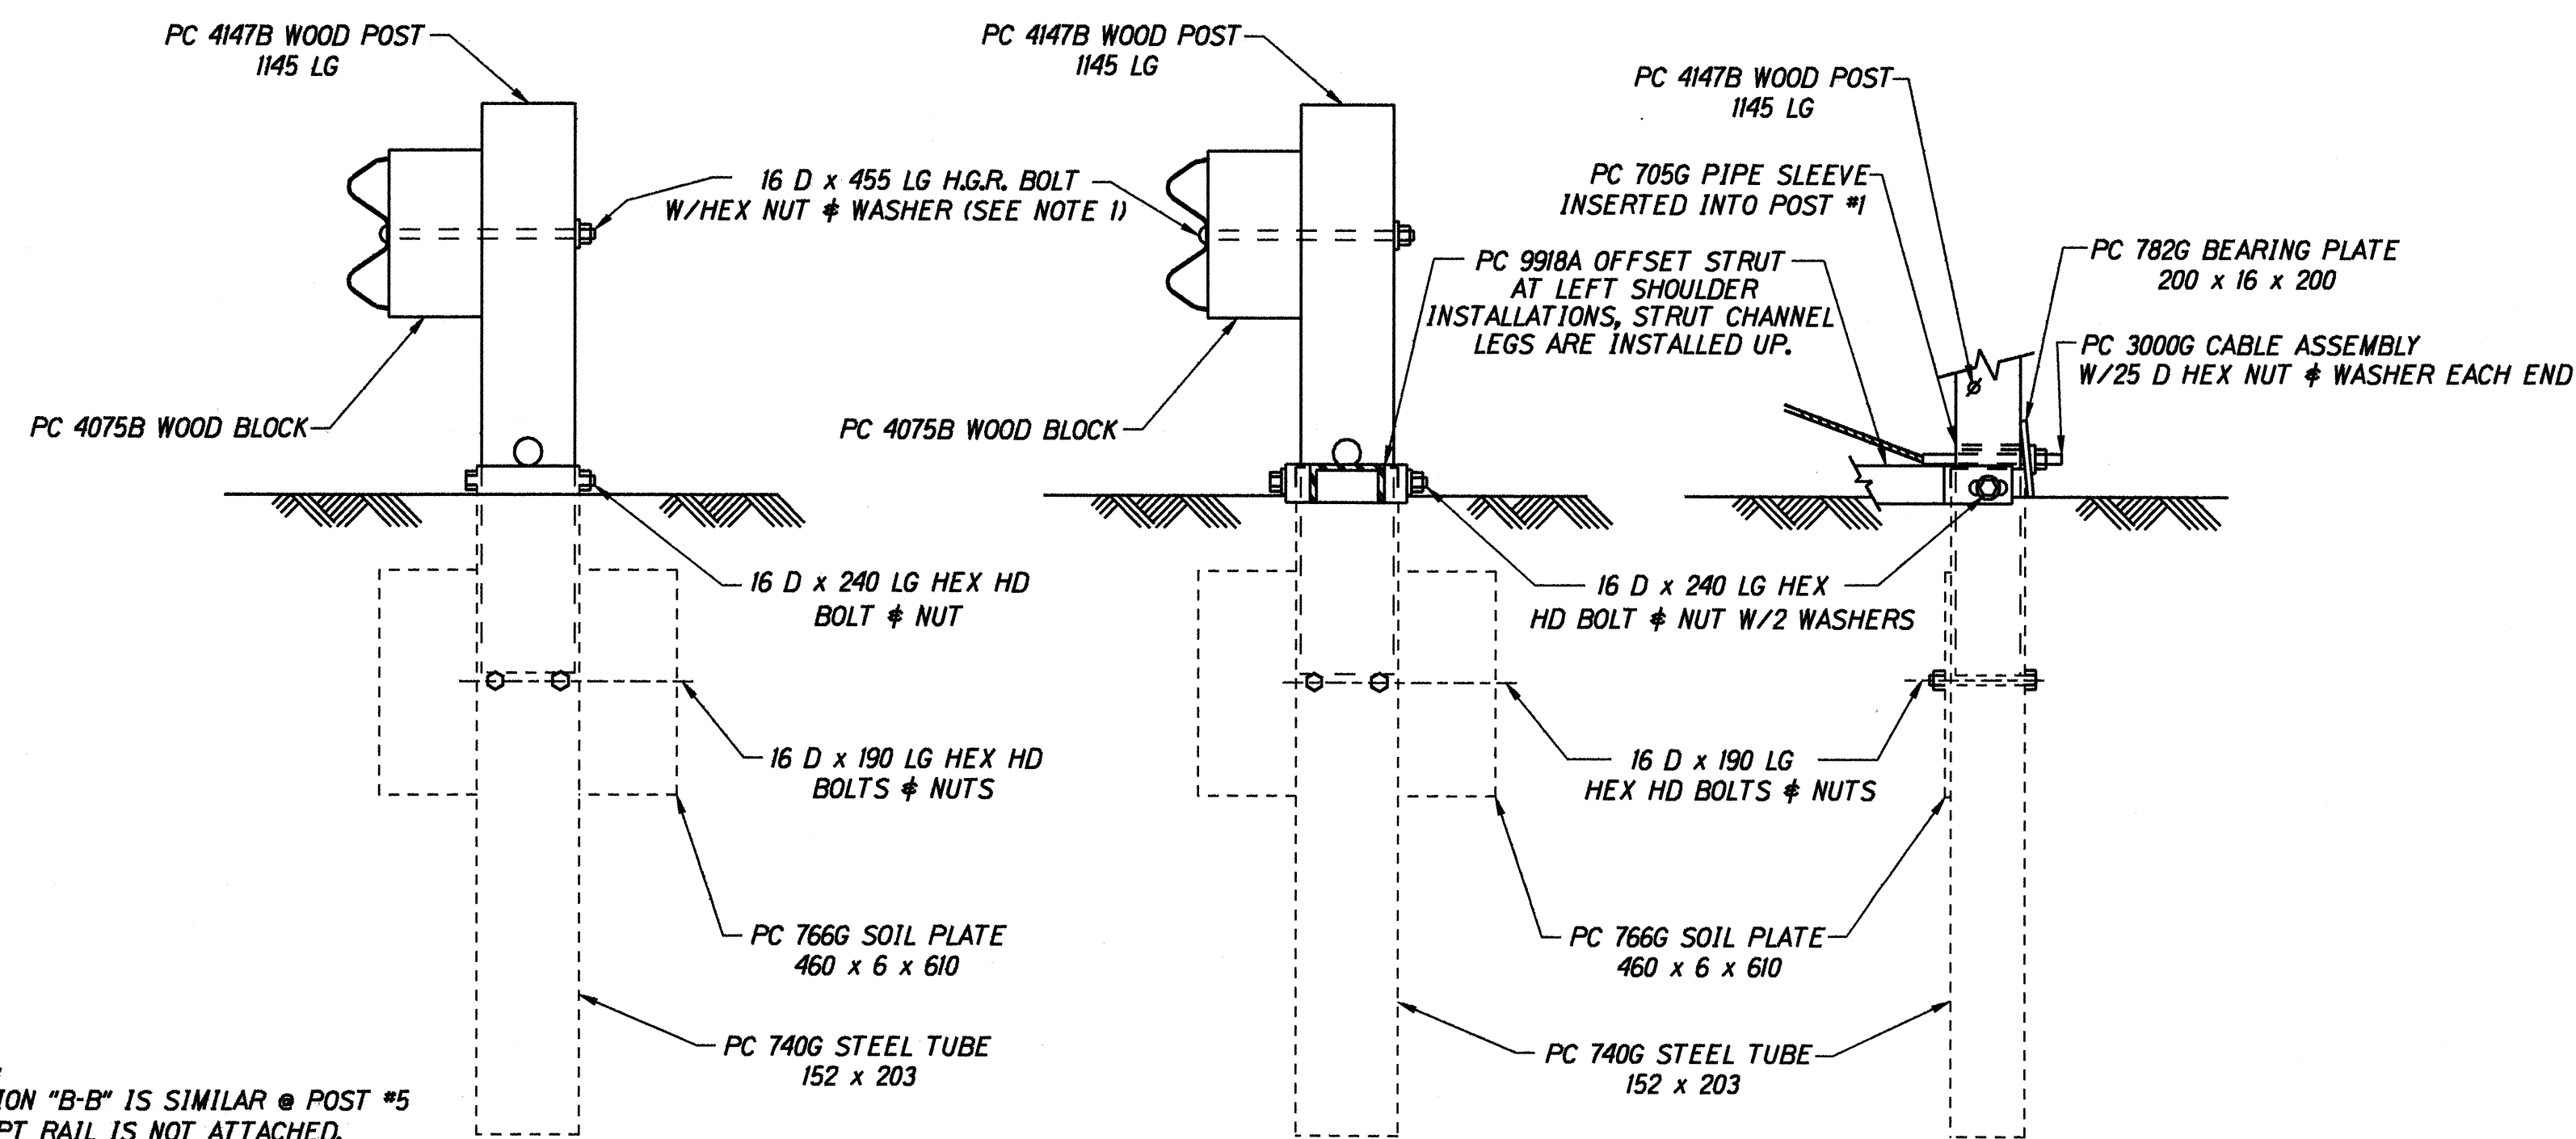 PC 4147B WOOD POST
1145 LG
16 D x 455 LG H.G.R. BOLT
W/HEX NUT & WASHER (SEE NOTE 1)
PC 4075B WOOD BLOCK
16 D x 240 LG HEX HD
BOLT & NUT
16 D x 190 LG HEX HD
BOLTS & NUTS
PC 766G SOIL PLATE
460 x 6 x 610
PC 740G STEEL TUBE
152 x 203
ION "B-B" IS SIMILAR @ POST #5
PT RAIL IS NOT ATTACHED.
PC 4147B WOOD POST
1145 LG
PC 4075B WOOD BLOCK
PC 9918A OFFSET STRUT
AT LEFT SHOULDER
INSTALLATIONS, STRUT CHANNEL
LEGS ARE INSTALLED UP.
16 D x 240 LG HEX
HD BOLT & NUT W/2 WASHERS
16 D x 190 LG
HEX HD BOLTS & NUTS
PC 766G SOIL PLATE
460 x 6 x 610
PC 740G STEEL TUBE
152 x 203
PC 4147B WOOD POST
1145 LG
PC 705G PIPE SLEEVE
INSERTED INTO POST #1
PC 782G BEARING PLATE
200 x 16 x 200
PC 3000G CABLE ASSEMBLY
W/25 D HEX NUT & WASHER EACH END